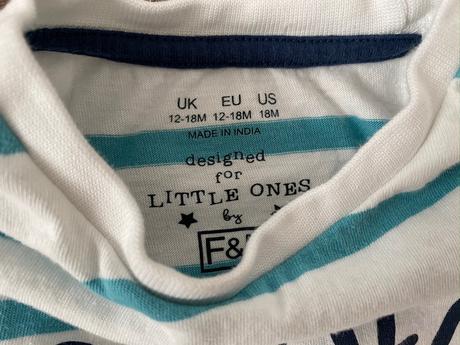 UK EU US
12-18M 12-18M 18M
MADE IN INDIA
designed
for
LITTLE ONES
by
F&